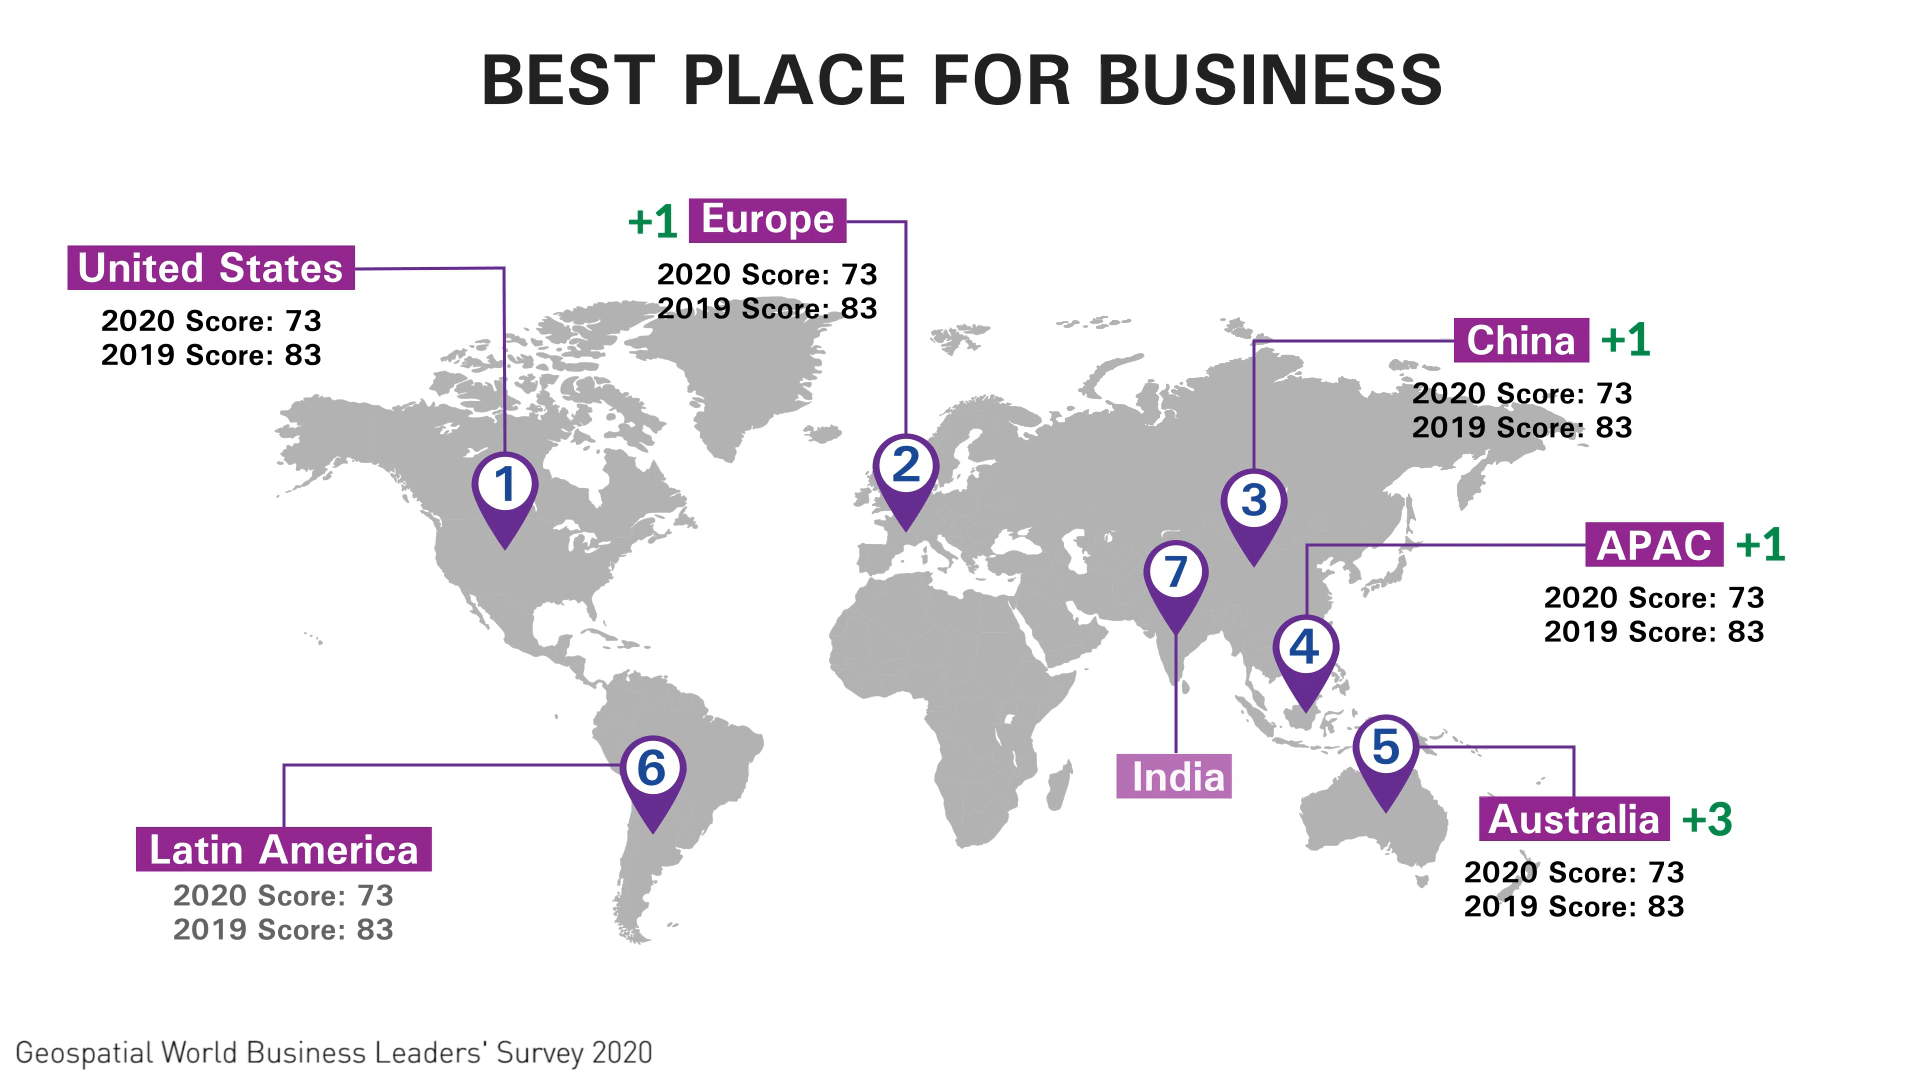 BEST PLACE FOR BUSINESS
+1 Europe
2020 Score: 73
2019 Score: 83
United States
2020 Score: 73
2019 Score: 83
China +1
2020 Score: 73
2019 Score: 83
1
2
3
APAC +1
2020 Score: 73
2019 Score: 83
7
4
5
6
India
Australia +3
2020 Score: 73
2019 Score: 83
Latin America
2020 Score: 73
2019 Score: 83
Geospatial World Business Leaders' Survey 2020